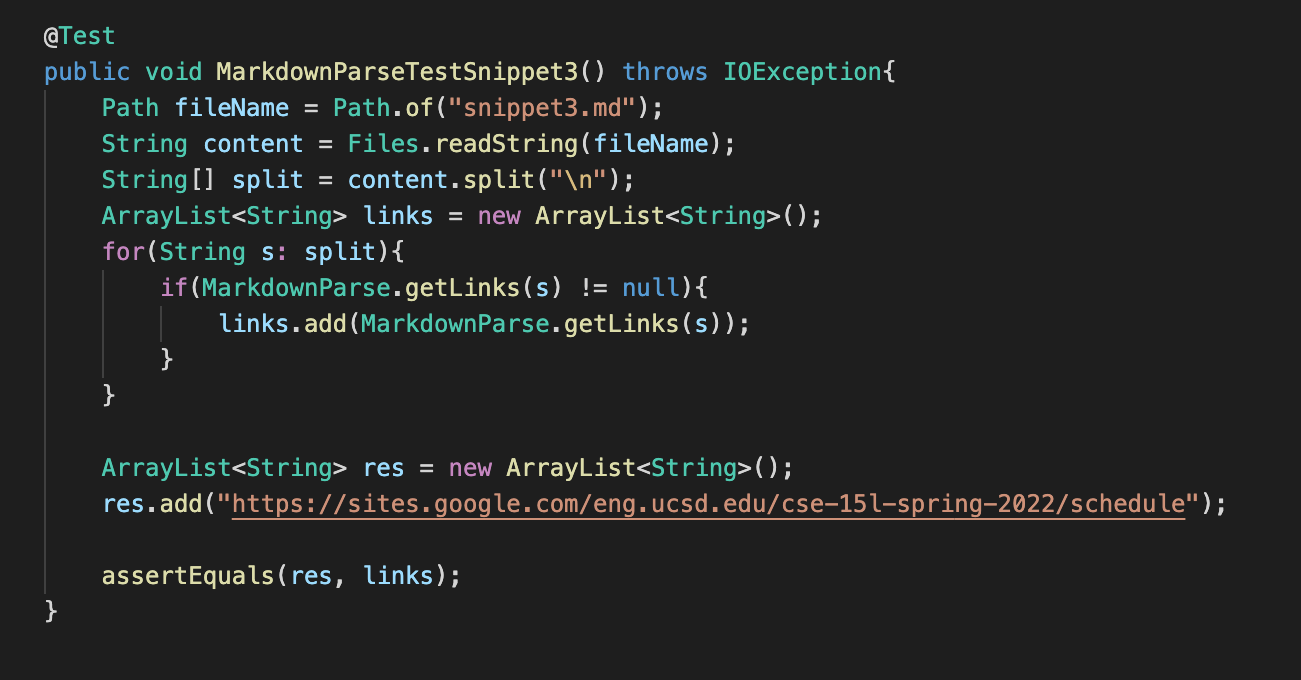 @Test
public void MarkdownParseTestSnippet3() throws IOException{
    Path fileName = Path.of("snippet3.md");
    String content = Files.readString(fileName);
    String[] split = content.split("\n");
    ArrayList<String> links = new ArrayList<String>();
    for(String s: split){
        if(MarkdownParse.getLinks(s) != null){
            links.add(MarkdownParse.getLinks(s));
        }
    }

    ArrayList<String> res = new ArrayList<String>();
    res.add("https://sites.google.com/eng.ucsd.edu/cse-15l-spring-2022/schedule");

    assertEquals(res, links);
}